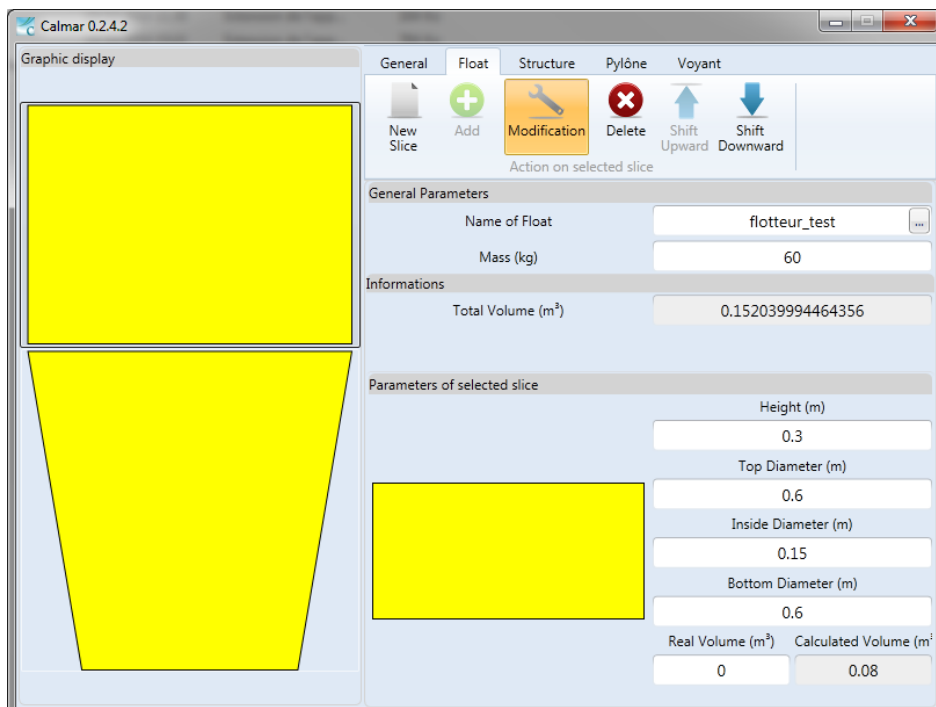 Calmar 0.2.4.2
Graphic display
General Float Structure Pylône Voyant
New Slice
Add
Modification
Delete
Shift Upward
Shift Downward
Action on selected slice
General Parameters
Name of Float flotteur_test ...
Mass (kg) 60
Informations
Total Volume (m³) 0.152039994464356
Parameters of selected slice
Height (m)
0.3
Top Diameter (m)
0.6
Inside Diameter (m)
0.15
Bottom Diameter (m)
0.6
Real Volume (m³) Calculated Volume (m³
0 0.08